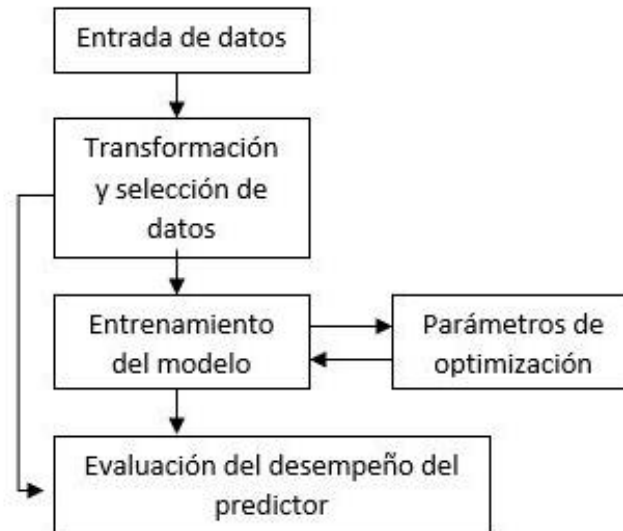 Entrada de datos
Transformación
y selección de
datos
Entrenamiento
del modelo
Parámetros de
optimización
Evaluación del desempeño del
predictor